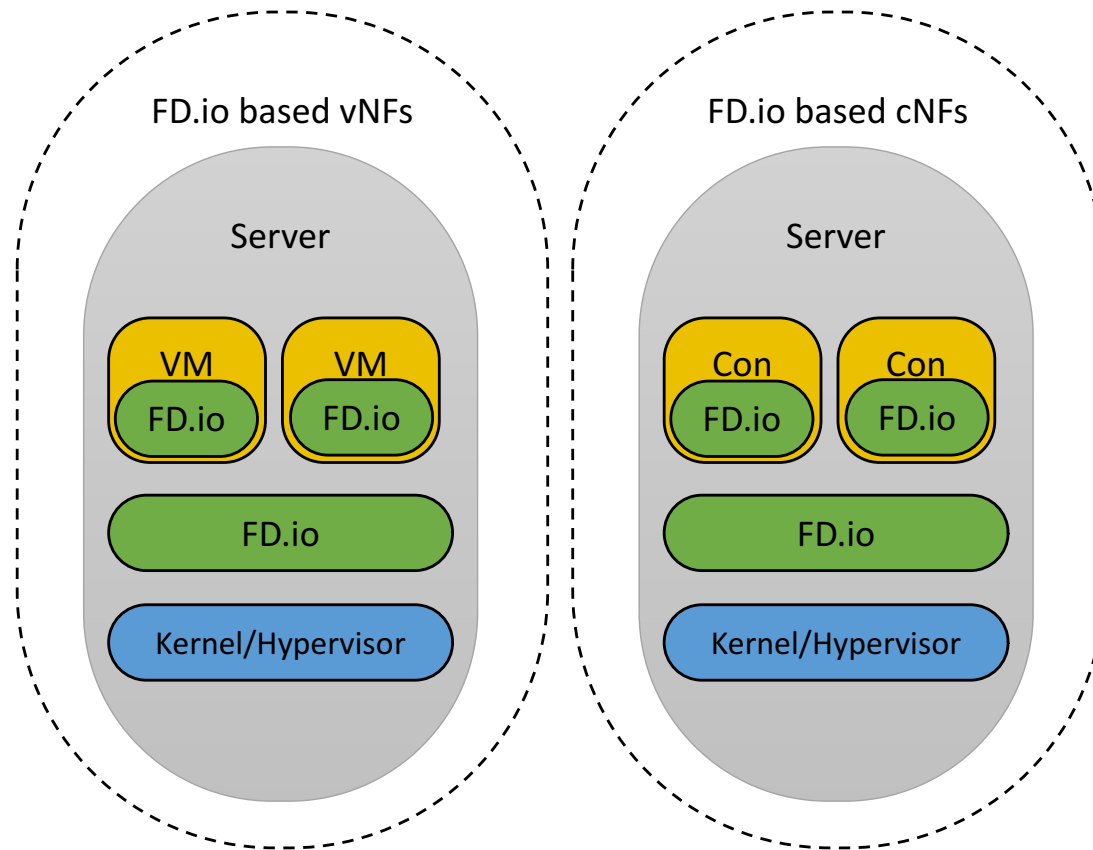 FD.io based vNFs
Server
VM
VM
FD.io
FD.io
FD.io
Kernel/Hypervisor
FD.io based cNFs
Server
Con
Con
FD.io
FD.io
FD.io
Kernel/Hypervisor